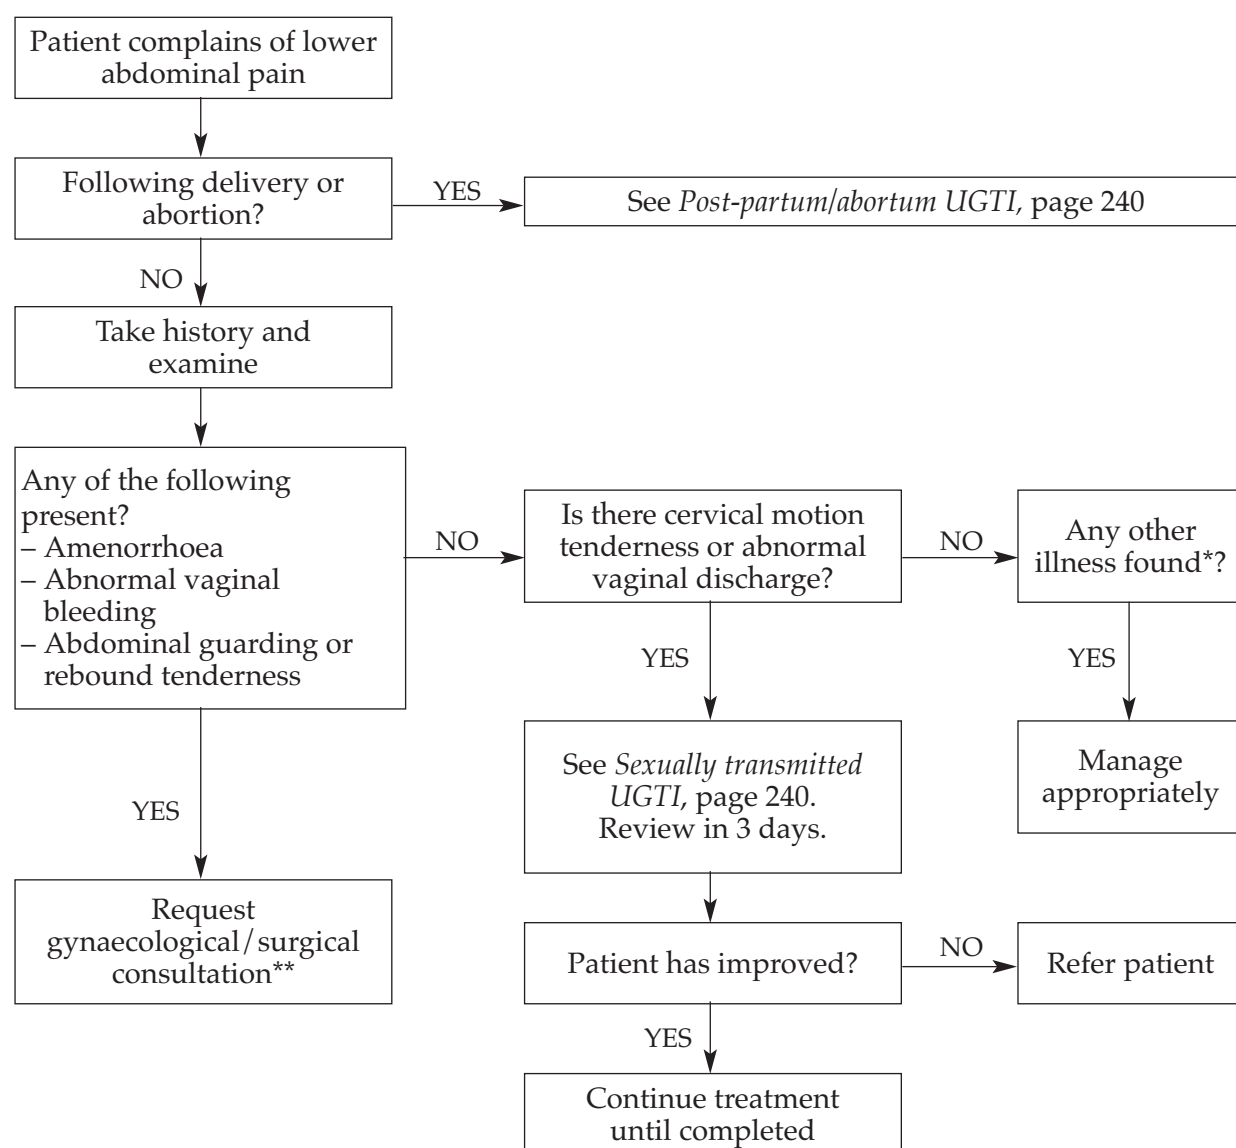 Patient complains of lower
abdominal pain
Following delivery or
abortion?
YES
See Post-partum/abortum UGTI, page 240
NO
Take history and
examine
Any of the following
present?
– Amenorrhoea
– Abnormal vaginal
bleeding
– Abdominal guarding or
rebound tenderness
NO
Is there cervical motion
tenderness or abnormal
vaginal discharge?
NO
Any other
illness found*?
YES
YES
YES
See Sexually transmitted
UGTI, page 240.
Review in 3 days.
Manage
appropriately
Request
gynaecological/surgical
consultation**
Patient has improved?
NO
Refer patient
YES
Continue treatment
until completed